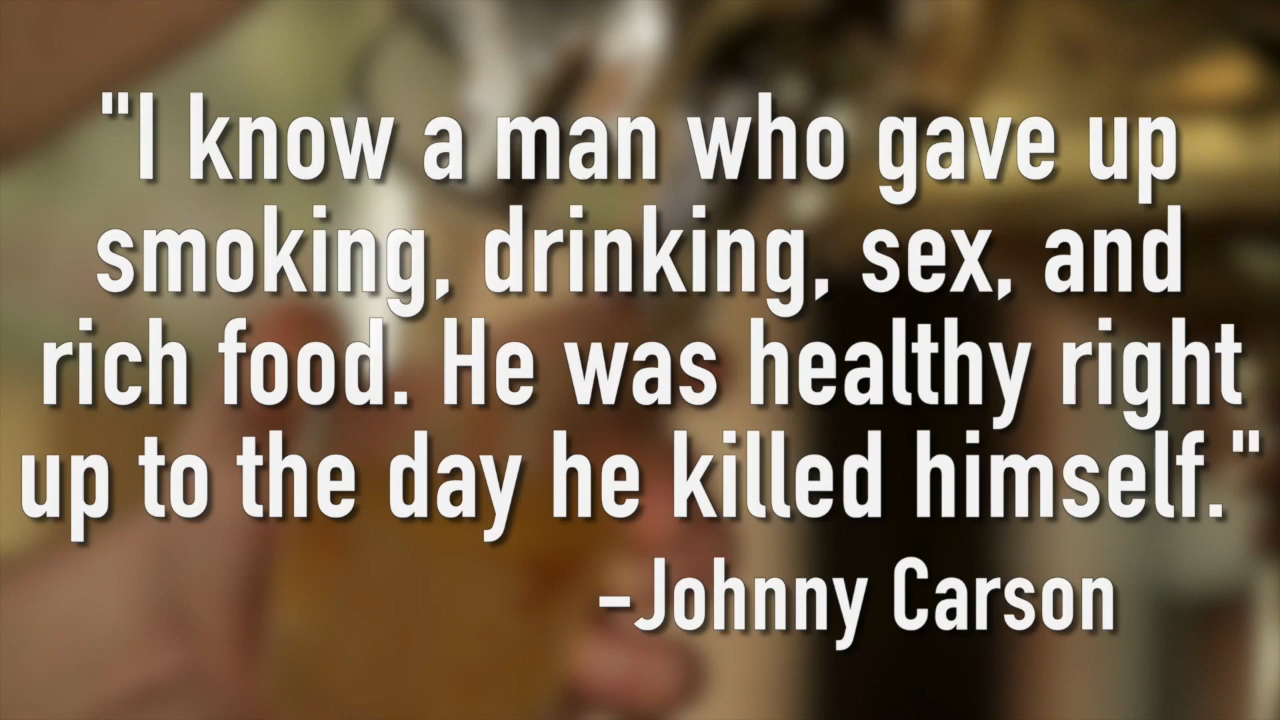 "I know a man who gave up
smoking, drinking, sex, and
rich food. He was healthy right
up to the day he killed himself."
-Johnny Carson